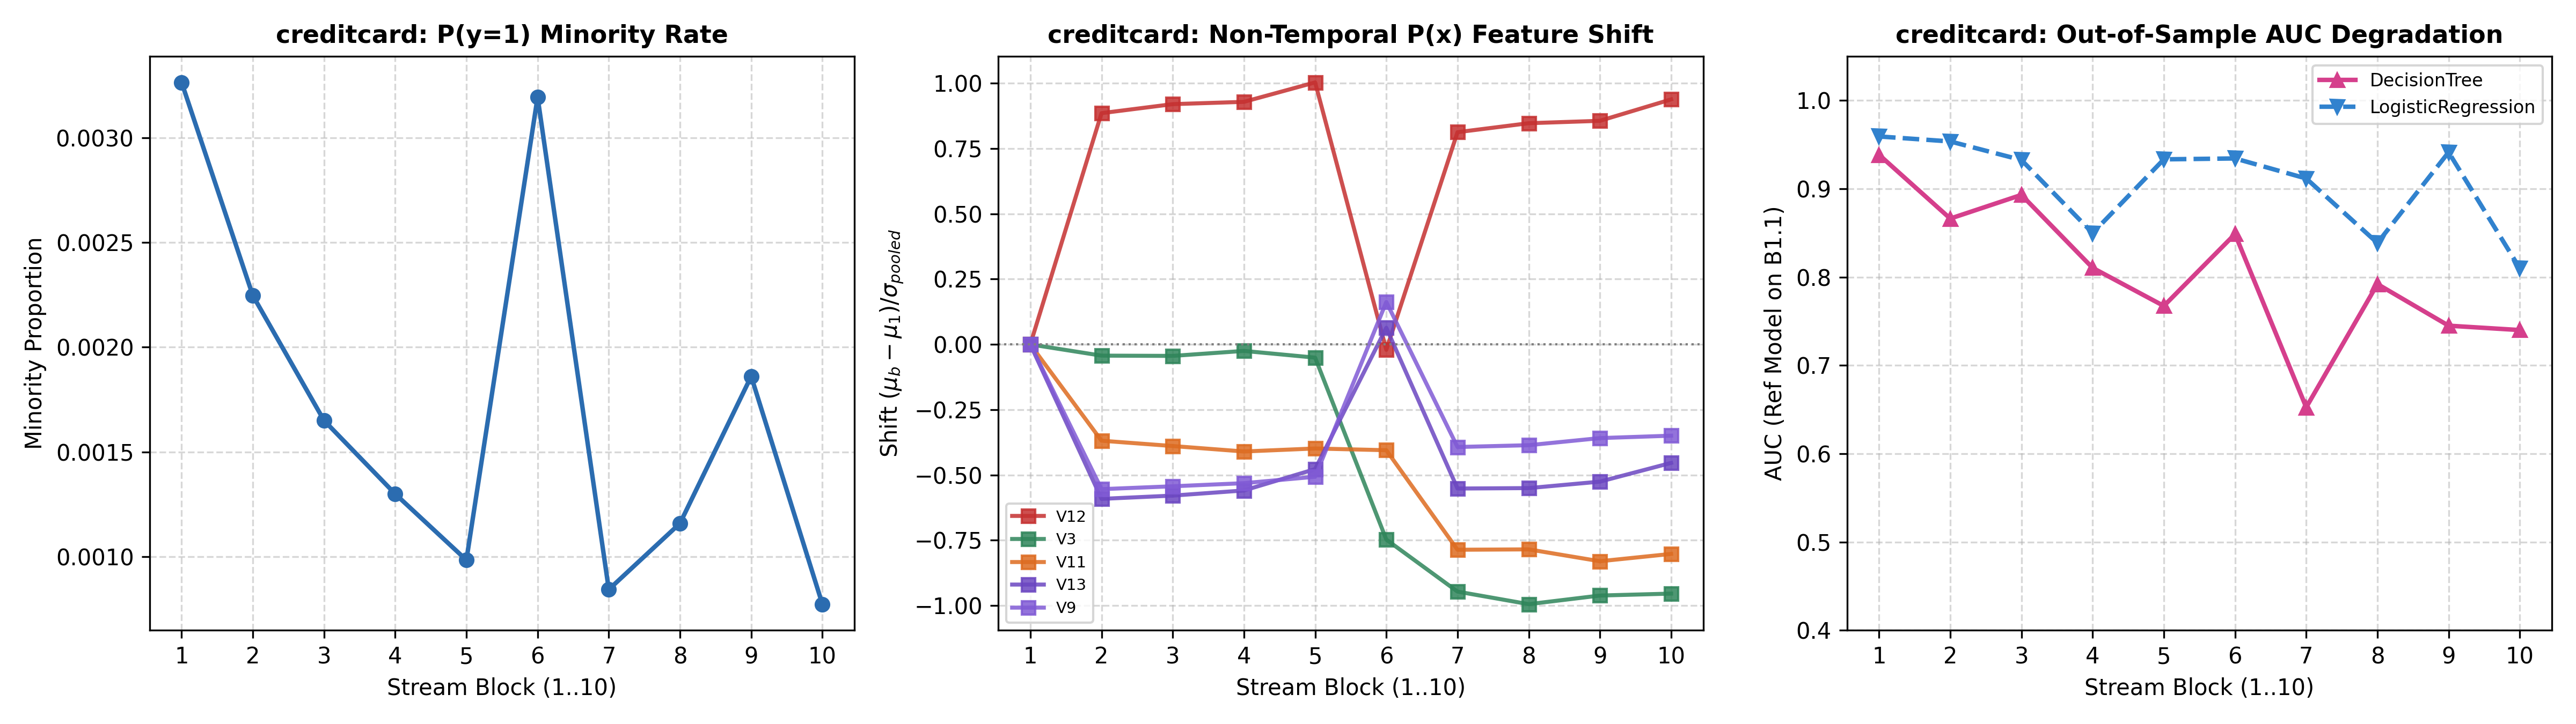 creditcard: P(y=1) Minority Rate
Minority Proportion
0.0030
0.0025
0.0020
0.0015
0.0010
1 2 3 4 5 6 7 8 9 10
Stream Block (1..10)
creditcard: Non-Temporal P(x) Feature Shift
Shift (μb − μ1)/σpooled
1.00
0.75
0.50
0.25
0.00
−0.25
−0.50
−0.75
−1.00
V12
V3
V11
V13
V9
1 2 3 4 5 6 7 8 9 10
Stream Block (1..10)
creditcard: Out-of-Sample AUC Degradation
AUC (Ref Model on B1.1)
1.0
0.9
0.8
0.7
0.6
0.5
0.4
DecisionTree
LogisticRegression
1 2 3 4 5 6 7 8 9 10
Stream Block (1..10)